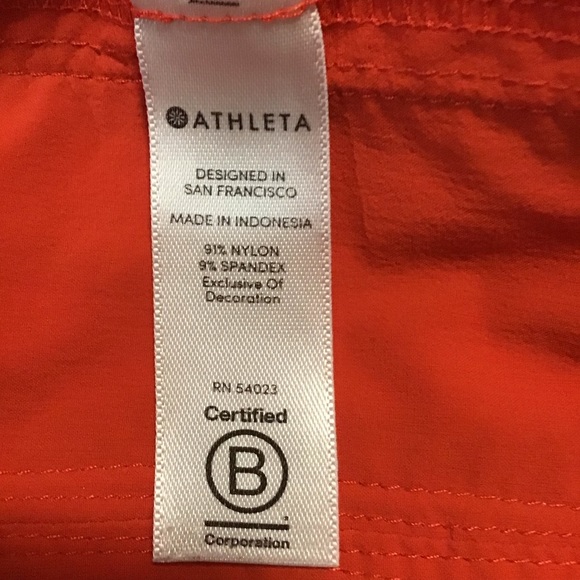 ATHLETA
DESIGNED IN
SAN FRANCISCO
MADE IN INDONESIA
91% NYLON
9% SPANDEX
Exclusive Of
Decoration
RN 54023
Certified
B
Corporation